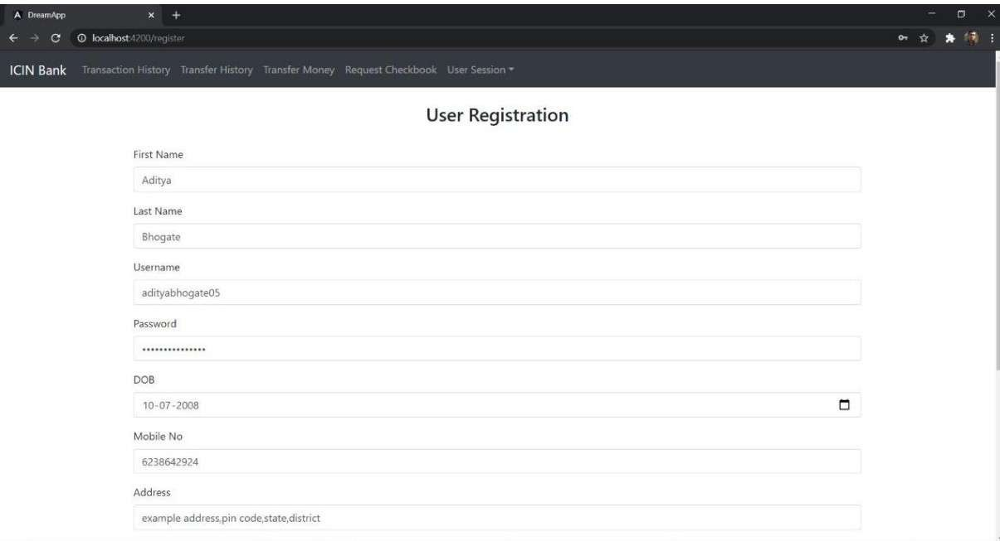 DreamApp
localhost:4200/register
ICIN Bank Transaction History Transfer History Transfer Money Request Checkbook User Session
User Registration
First Name
Aditya
Last Name
Bhogate
Username
adityabhogate05
Password
•••••••••••••••
DOB
10-07-2008
Mobile No
6238642924
Address
example address,pin code,state,district